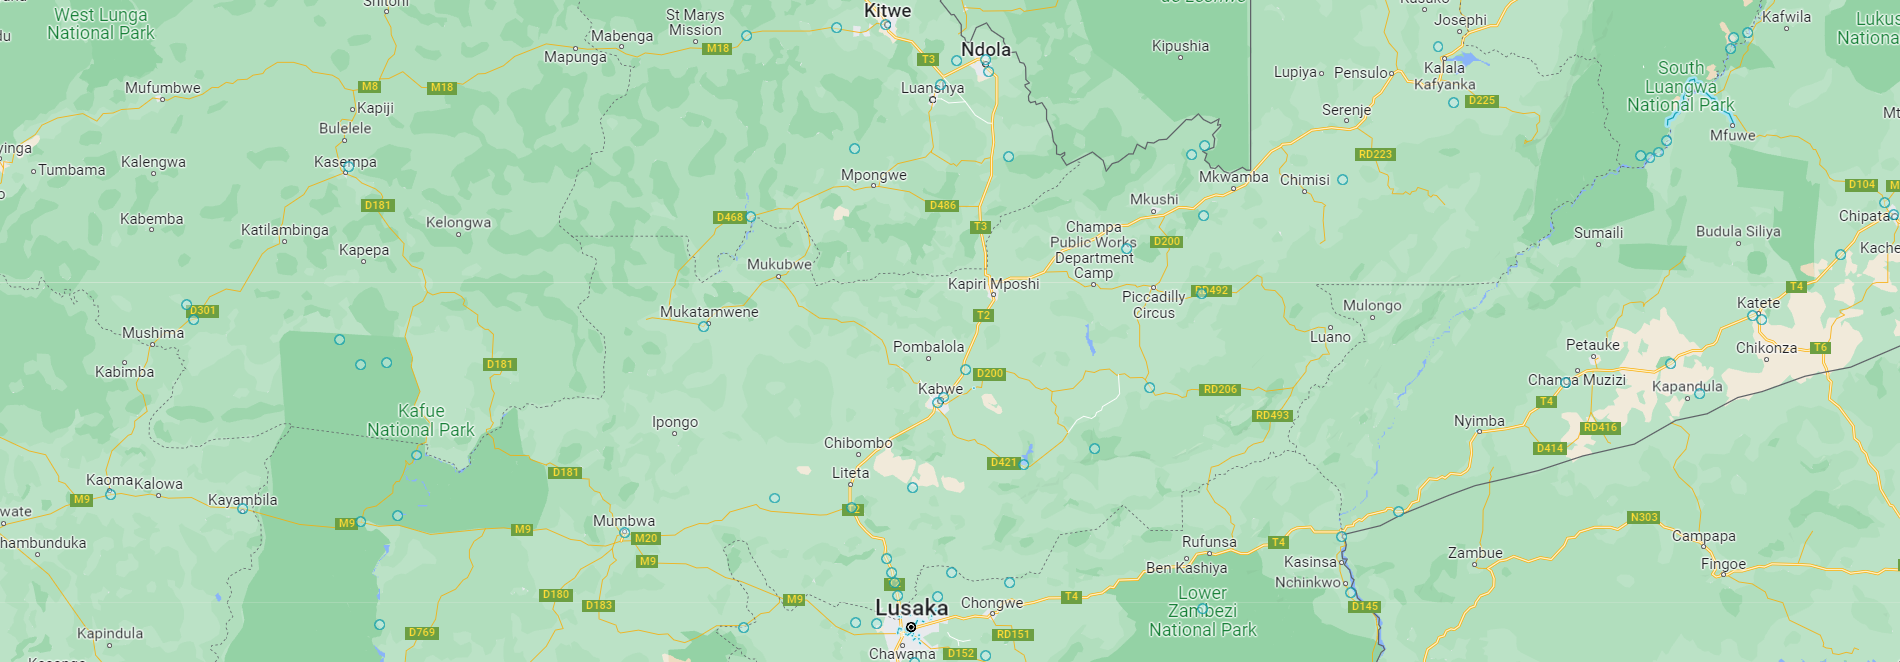 West Lunga
National Park
Shitohi
Kitwe
St Marys
Mission
Mabenga
M18
Mapunga
T3
Ndola
Kipushia
Josephi
Kafwila
Lukus
Nationa
Lupiya
Pensulo
Kalala
Kafyanka
South
Luangwa
National Park
M8
M18
Mufumbwe
Kapiji
Luanshya
D225
Serenje
Mfuwe
Bulelele
yinga
Tumbama
Kalengwa
Kasempa
Mpongwe
RD223
Mkwamba
Chimisi
D104
M
D181
Mkushi
Kabemba
Kelongwa
Katilambinga
Kapepa
D468
D486
T3
Champa
Public Works
Department
Camp
D200
Chipata
Sumaili
Budula Siliya
Kache
Mukubwe
Kapiri Mposhi
Piccadilly
Circus
RD492
Mulongo
T4
Katete
D301
Mushima
Mukatamwene
T2
Luano
Petauke
Chikonza
T6
Pombalola
Kabimba
D181
D200
Changa Muzizi
Kapandula
Kabwe
RD206
T4
Kafue
National Park
Ipongo
RD493
Nyimba
RD416
D414
Chibombo
D421
Liteta
D181
Kaoma
Kalowa
M9
Kayambila
wate
M9
M9
Mumbwa
M20
N303
Campapa
hambunduka
M9
Rufunsa
T4
Kasinsa
Zambue
Fingoe
Ben Kashiya
Nchinkwo
D180
D183
M9
Lusaka
Chongwe
T4
Lower
Zambezi
National Park
D145
Kapindula
D769
RD151
Chawama
D152